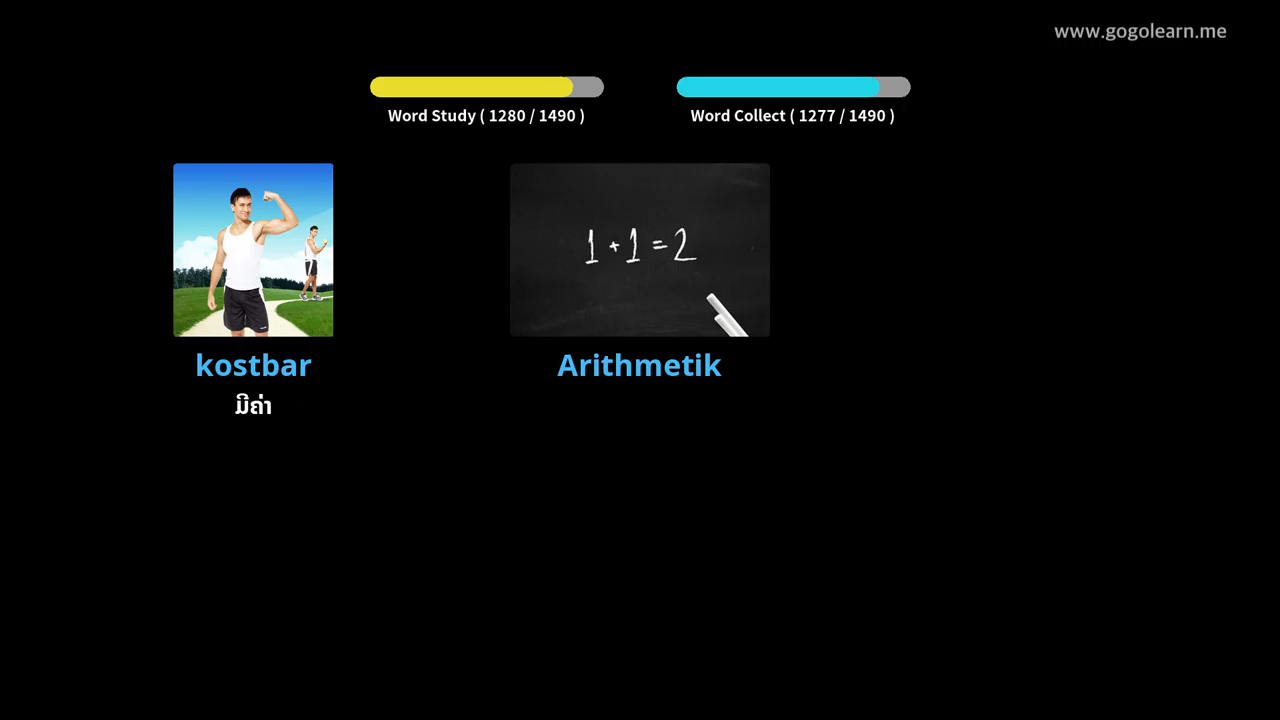 www.gogolearn.me
Word Study ( 1280 / 1490 )
Word Collect ( 1277 / 1490 )
1 + 1 = 2
kostbar
Arithmetik
ມີຄ່າ